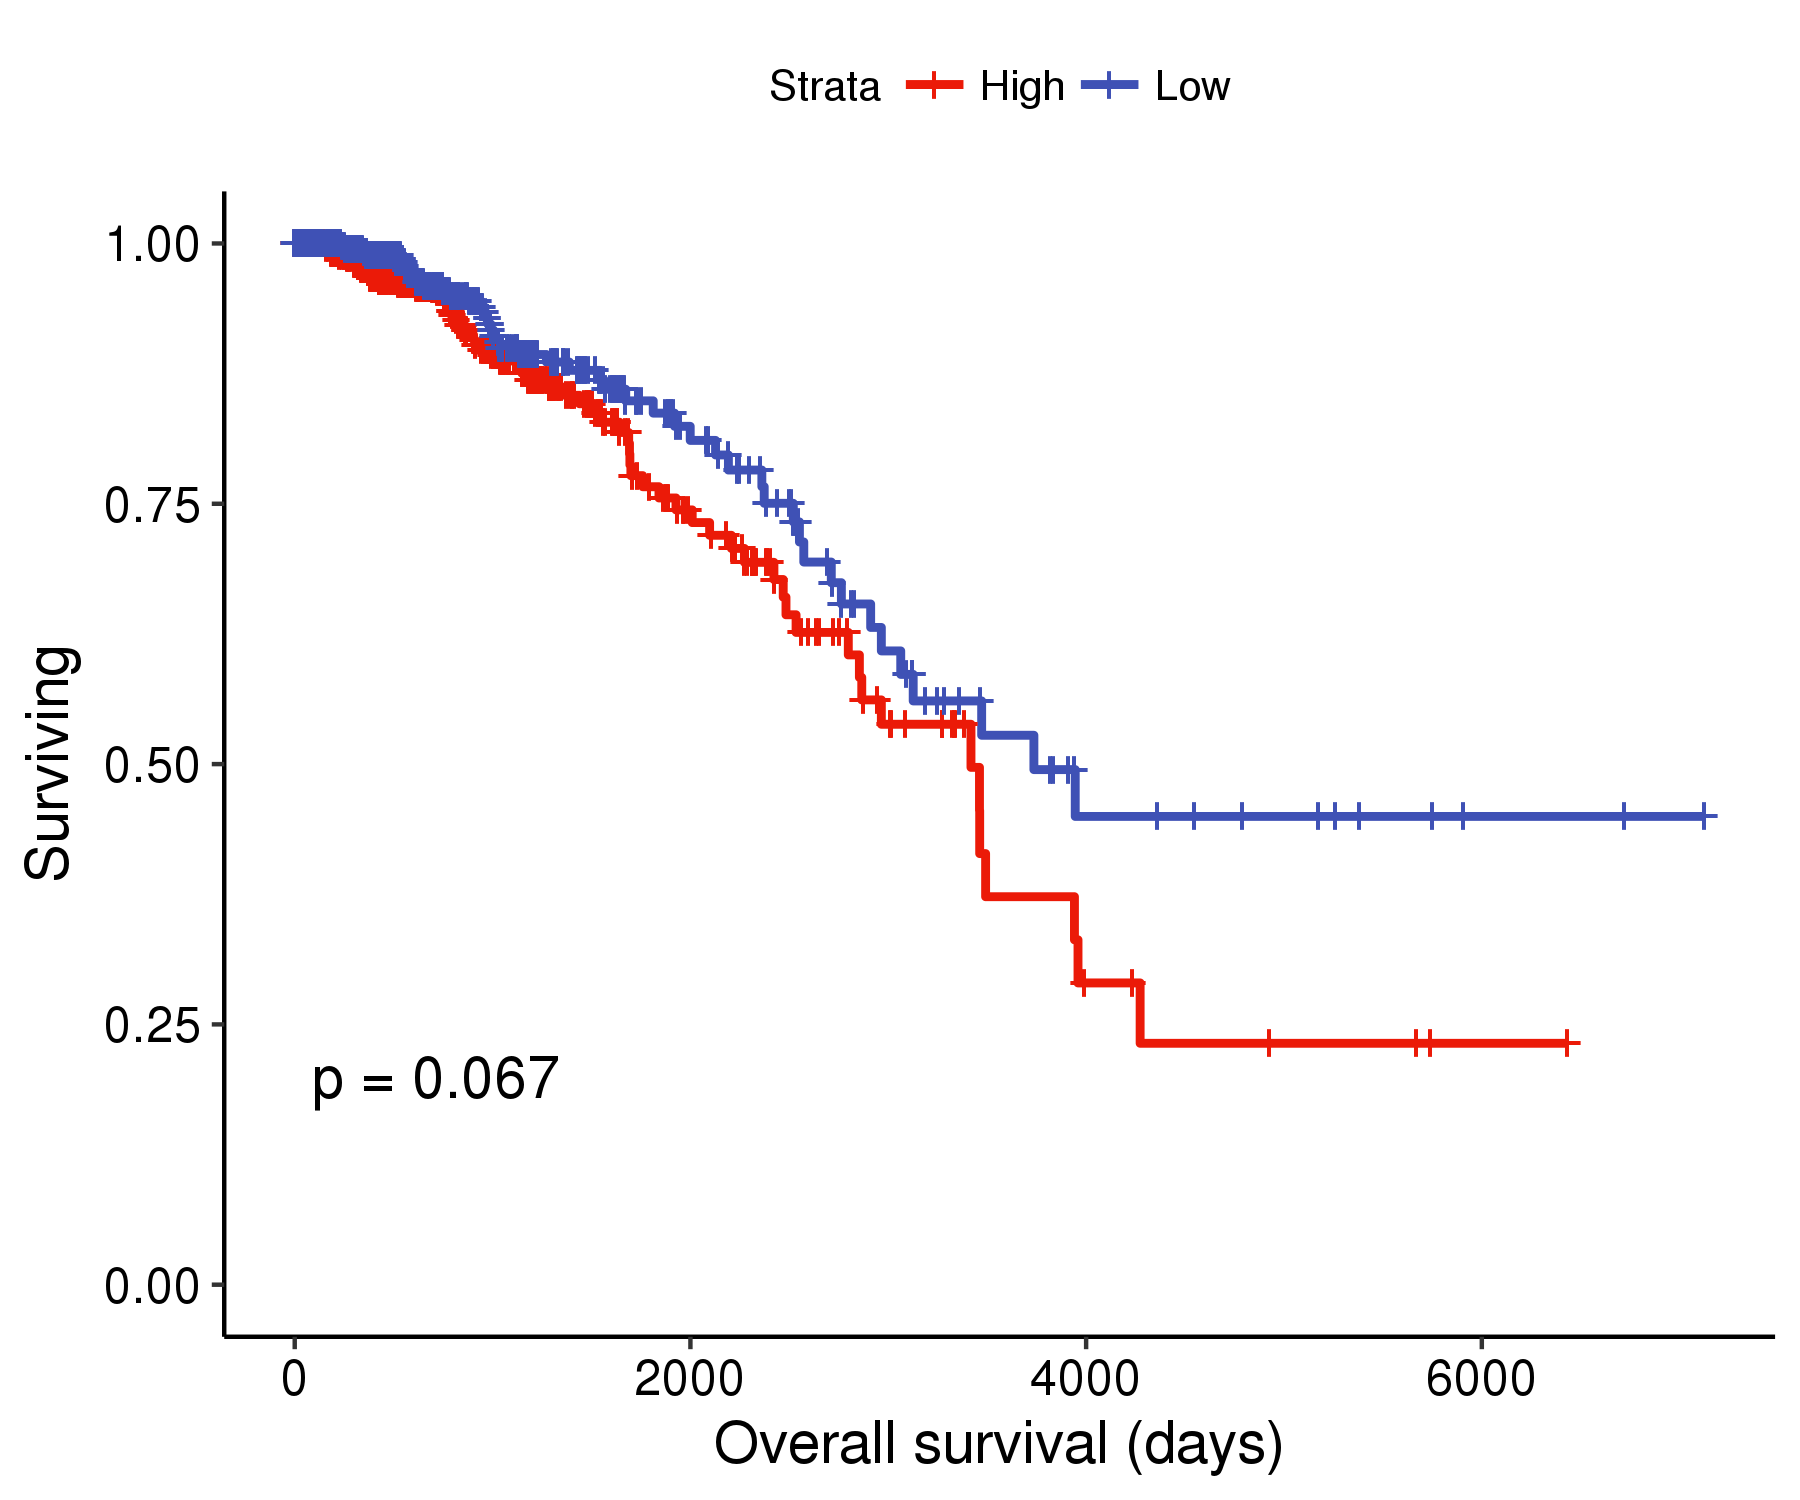 Strata High Low
1.00
0.75
0.50
0.25
0.00
Surviving
p = 0.067
0 2000 4000 6000
Overall survival (days)